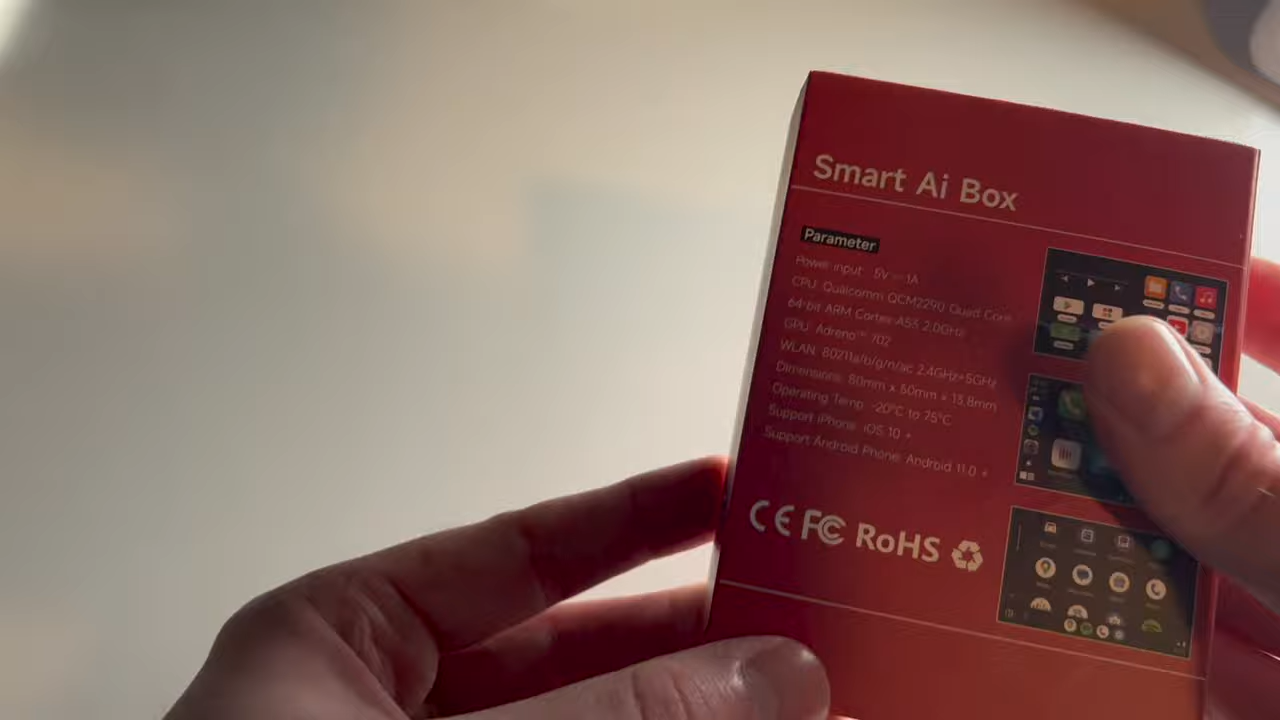 Smart Ai Box
Parameter
Power input: 5V ⎓ 1A
CPU: Qualcomm QCM2290 Quad Core
64-bit ARM Cortex-A53 2.0GHz
GPU: Adreno™ 702
WLAN: 80211a/b/g/n/ac 2.4GHz+5GHz
Dimensions: 80mm x 50mm x 13.8mm
Operating Temp: -20°C to 75°C
Support iPhone: iOS 10 +
Support Android Phone: Android 11.0 +
CE FC RoHS